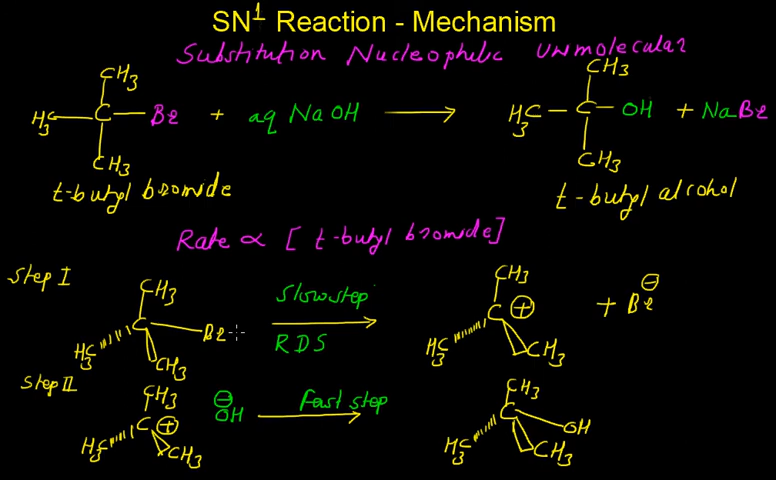 SN¹ Reaction - Mechanism
Substitution Nucleophilic Unimolecular
CH₃ CH₃
H₃C — C — Br + aq NaOH → H₃C — C — OH + NaBr
CH₃ CH₃
t-butyl bromide t-butyl alcohol
Rate ∝ [t-butyl bromide]
Step I
CH₃ Slow step CH₃
C Br → C ⊕ + Br⊖
H₃C CH₃ RDS H₃C CH₃
Step II
CH₃ ⊖OH Fast step CH₃
C ⊕ → C OH
H₃C CH₃ H₃C CH₃